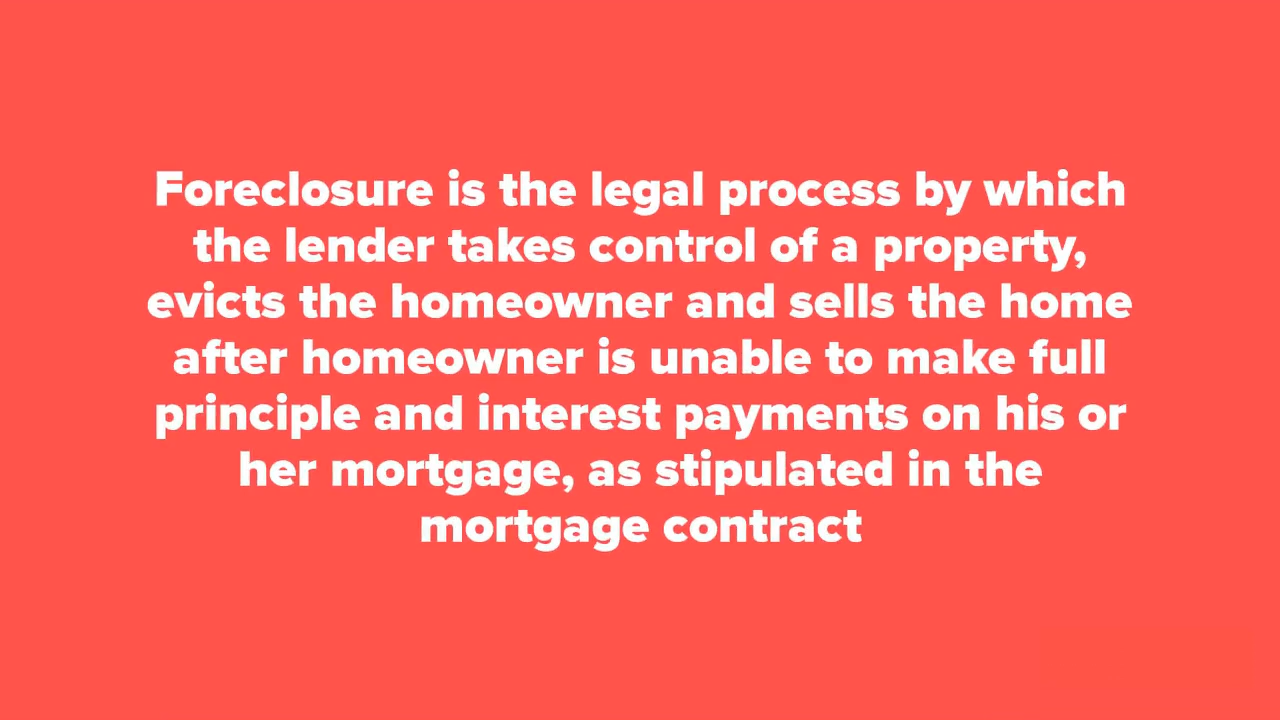 Foreclosure is the legal process by which
the lender takes control of a property,
evicts the homeowner and sells the home
after homeowner is unable to make full
principle and interest payments on his or
her mortgage, as stipulated in the
mortgage contract